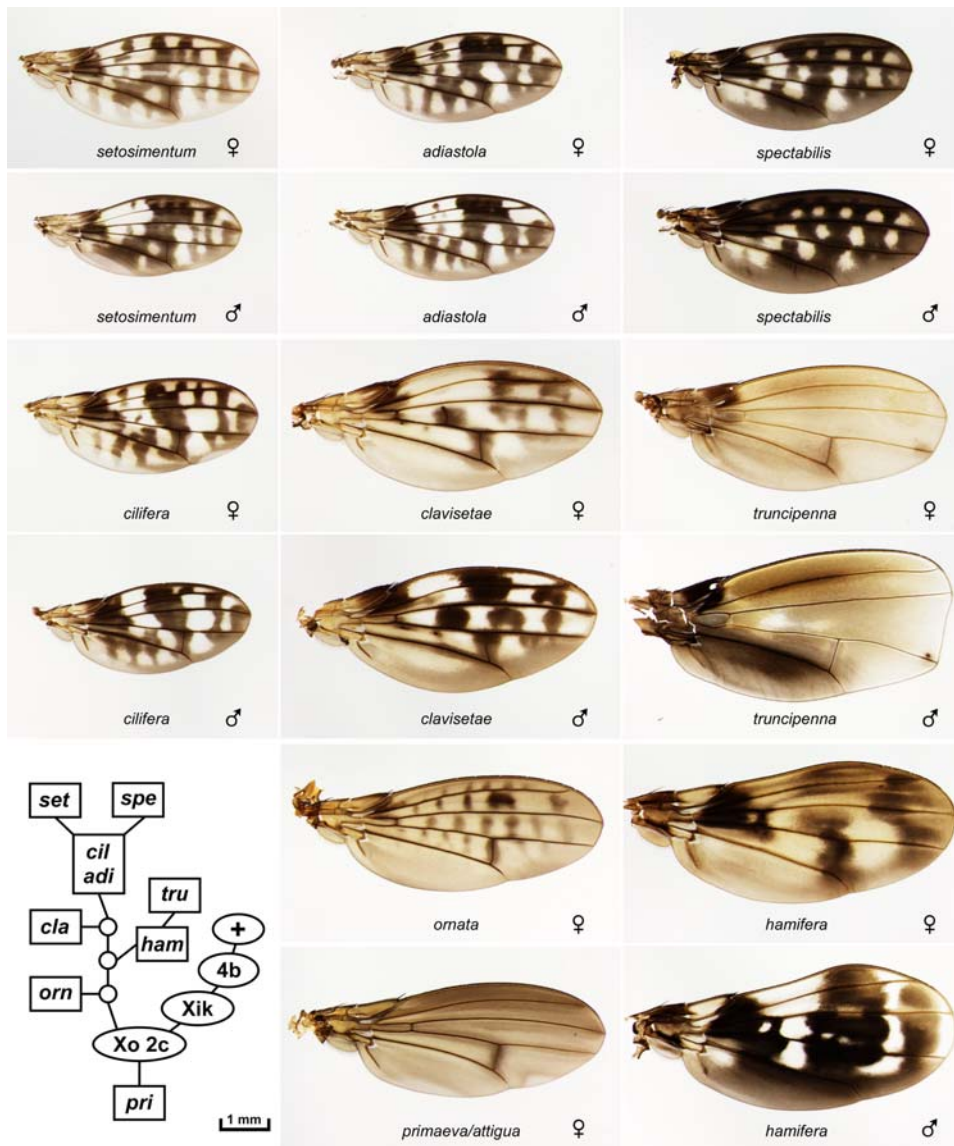 setosimentum ♀
adiastola ♀
spectabilis ♀
setosimentum ♂
adiastola ♂
spectabilis ♂
cilifera ♀
clavisetae ♀
truncipenna ♀
cilifera ♂
clavisetae ♂
truncipenna ♂
set
spe
cil
adi
cla
tru
ham
+
4b
orn
Xik
Xo 2c
pri
1 mm
ornata ♀
hamifera ♀
primaeva/attigua ♀
hamifera ♂